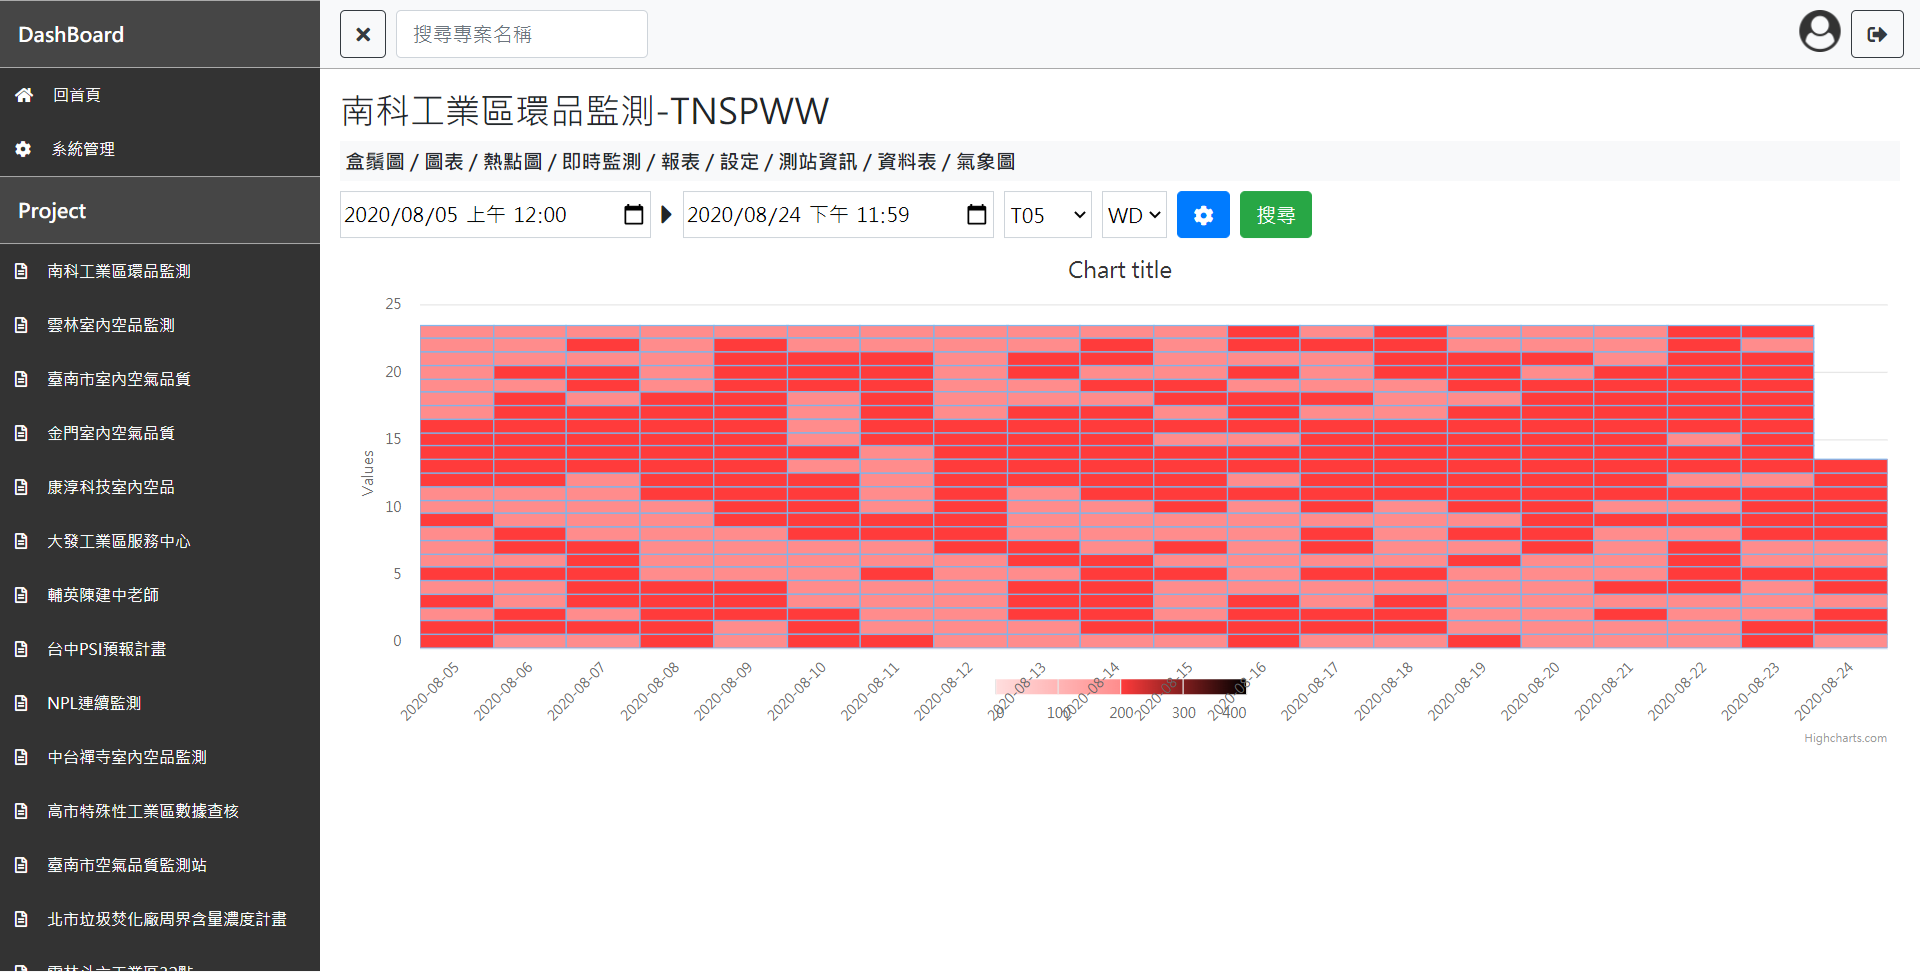 DashBoard
搜尋專案名稱
回首頁
系統管理
Project
南科工業區環品監測
雲林室內空品監測
臺南市室內空氣品質
金門室內空氣品質
康淳科技室內空品
大發工業區服務中心
輔英陳建中老師
台中PSI預報計畫
NPL連續監測
中台禪寺室內空品監測
高市特殊性工業區數據查核
臺南市空氣品質監測站
北市垃圾焚化廠周界含量濃度計畫
南科工業區環品監測-TNSPWW
盒鬚圖 / 圖表 / 熱點圖 / 即時監測 / 報表 / 設定 / 測站資訊 / 資料表 / 氣象圖
2020/08/05 上午 12:00 2020/08/24 下午 11:59 T05 WD 搜尋
Chart title
Values
25
20
15
10
5
0
2020-08-05 2020-08-06 2020-08-07 2020-08-08 2020-08-09 2020-08-10 2020-08-11 2020-08-12 2020-08-13 2020-08-14 2020-08-15 2020-08-16 2020-08-17 2020-08-18 2020-08-19 2020-08-20 2020-08-21 2020-08-22 2020-08-23 2020-08-24
0 100 200 300 400
Highcharts.com